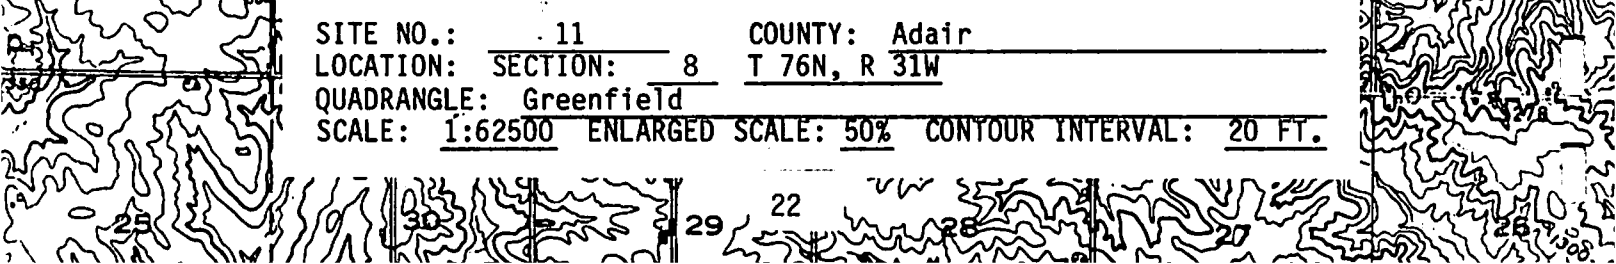 SITE NO.: 11 COUNTY: Adair
LOCATION: SECTION: 8 T 76N, R 31W
QUADRANGLE: Greenfield
SCALE: 1:62500 ENLARGED SCALE: 50% CONTOUR INTERVAL: 20 FT.
22
25 30 29 28 27 26